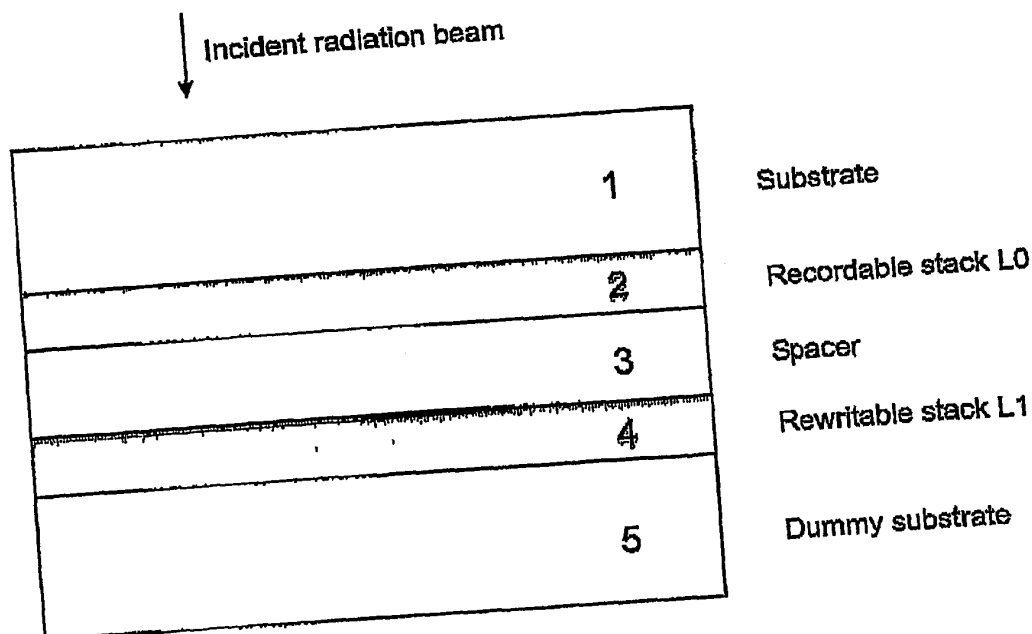 Incident radiation beam
1 Substrate
2 Recordable stack L0
3 Spacer
4 Rewritable stack L1
5 Dummy substrate